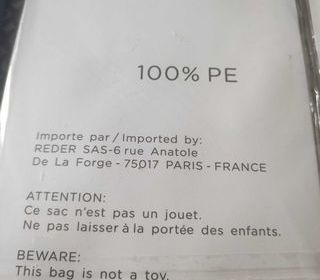 100% PE
Importe par / Imported by:
REDER SAS-6 rue Anatole
De La Forge - 75017 PARIS - FRANCE
ATTENTION:
Ce sac n'est pas un jouet.
Ne pas laisser à la portée des enfants.
BEWARE:
This bag is not a toy.